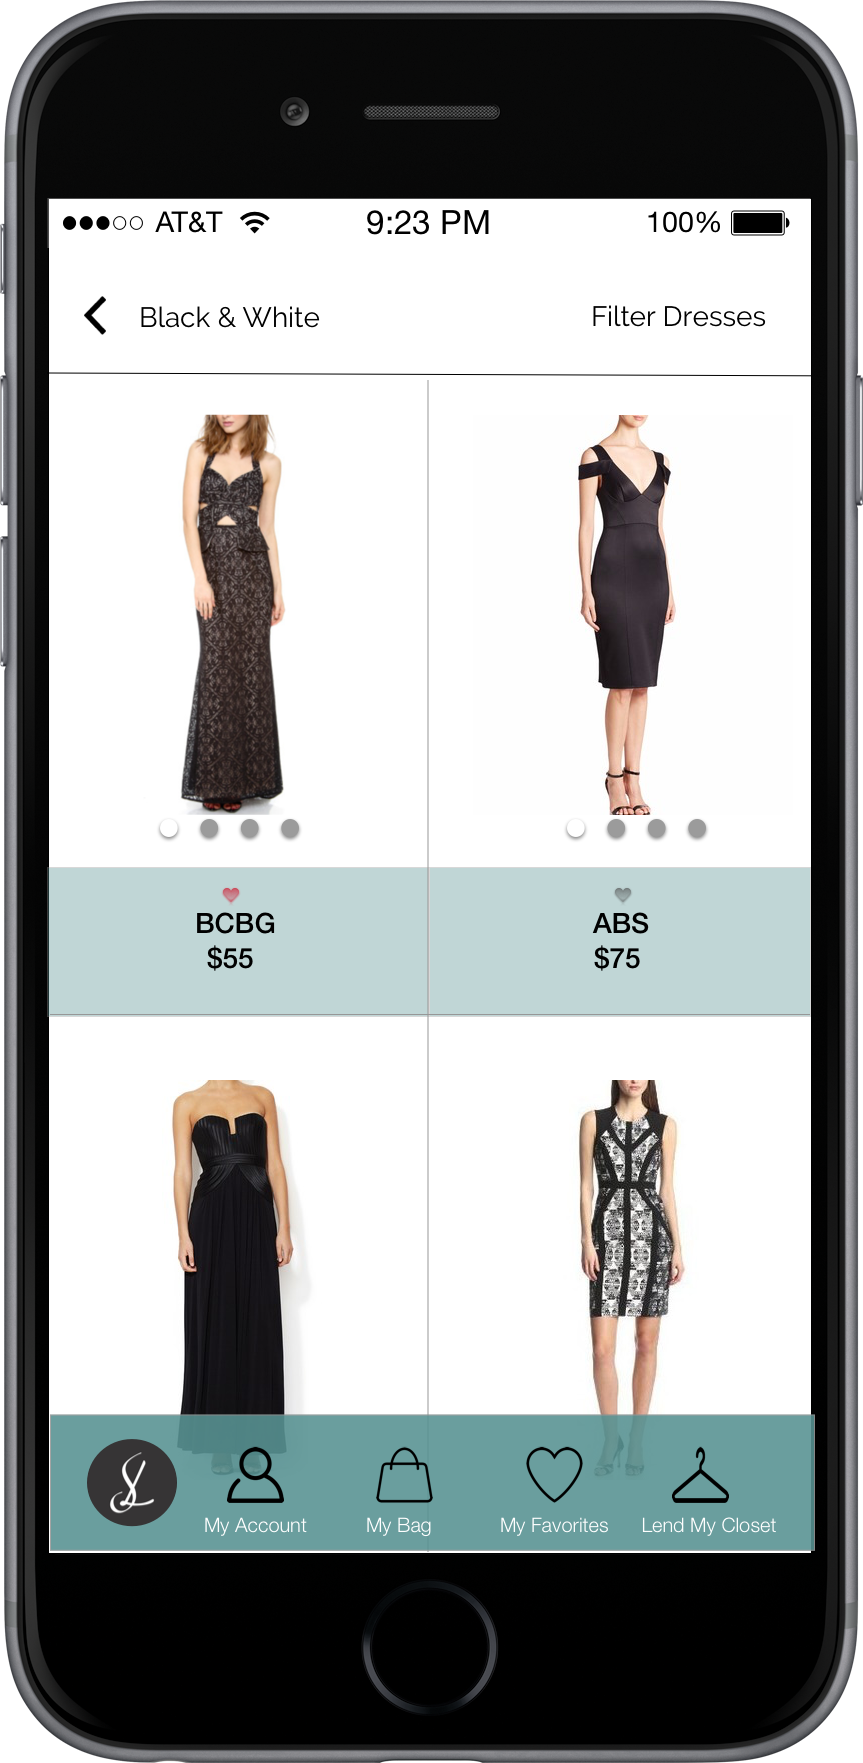 AT&T 9:23 PM 100%
Black & White Filter Dresses
BCBG
$55
ABS
$75
My Account My Bag My Favorites Lend My Closet